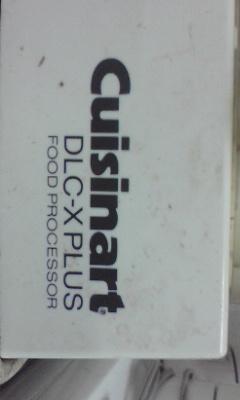 Cuisinart®
DLC-X PLUS
FOOD PROCESSOR